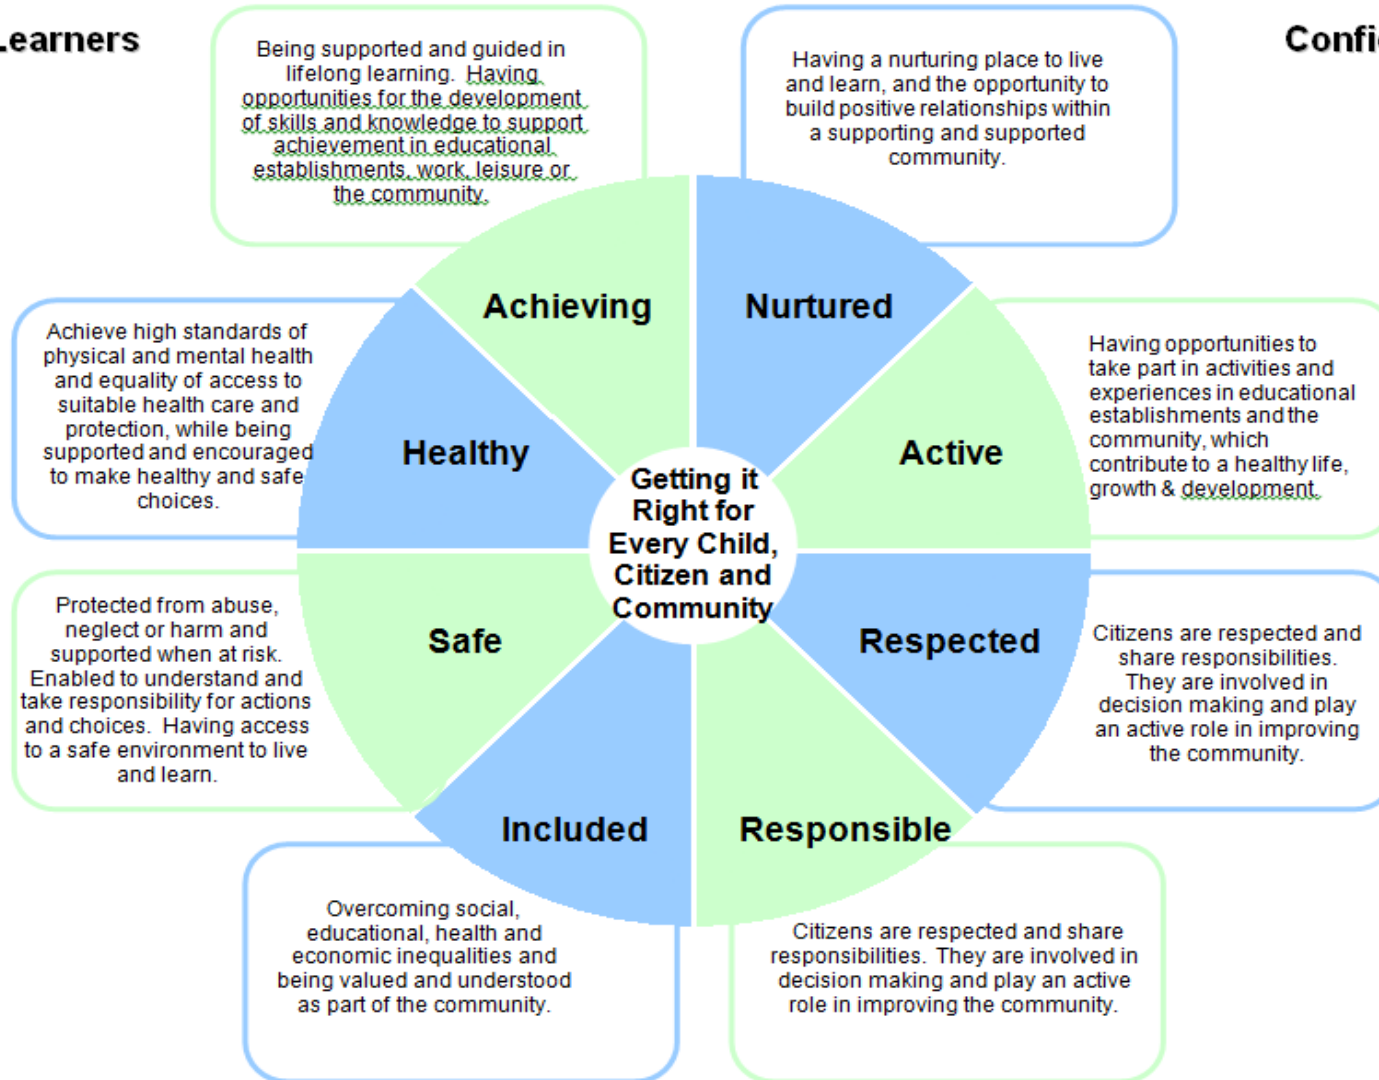 Learners
Confi
Being supported and guided in
lifelong learning. Having
opportunities for the development
of skills and knowledge to support
achievement in educational
establishments, work, leisure or
the community.
Having a nurturing place to live
and learn, and the opportunity to
build positive relationships within
a supporting and supported
community.
Achieving
Nurtured
Achieve high standards of
physical and mental health
and equality of access to
suitable health care and
protection, while being
supported and encouraged
to make healthy and safe
choices.
Healthy
Active
Having opportunities to
take part in activities and
experiences in educational
establishments and the
community, which
contribute to a healthy life,
growth & development.
Getting it
Right for
Every Child,
Citizen and
Community
Protected from abuse,
neglect or harm and
supported when at risk.
Enabled to understand and
take responsibility for actions
and choices. Having access
to a safe environment to live
and learn.
Safe
Respected
Citizens are respected and
share responsibilities.
They are involved in
decision making and play
an active role in improving
the community.
Included
Responsible
Overcoming social,
educational, health and
economic inequalities and
being valued and understood
as part of the community.
Citizens are respected and share
responsibilities. They are involved in
decision making and play an active
role in improving the community.